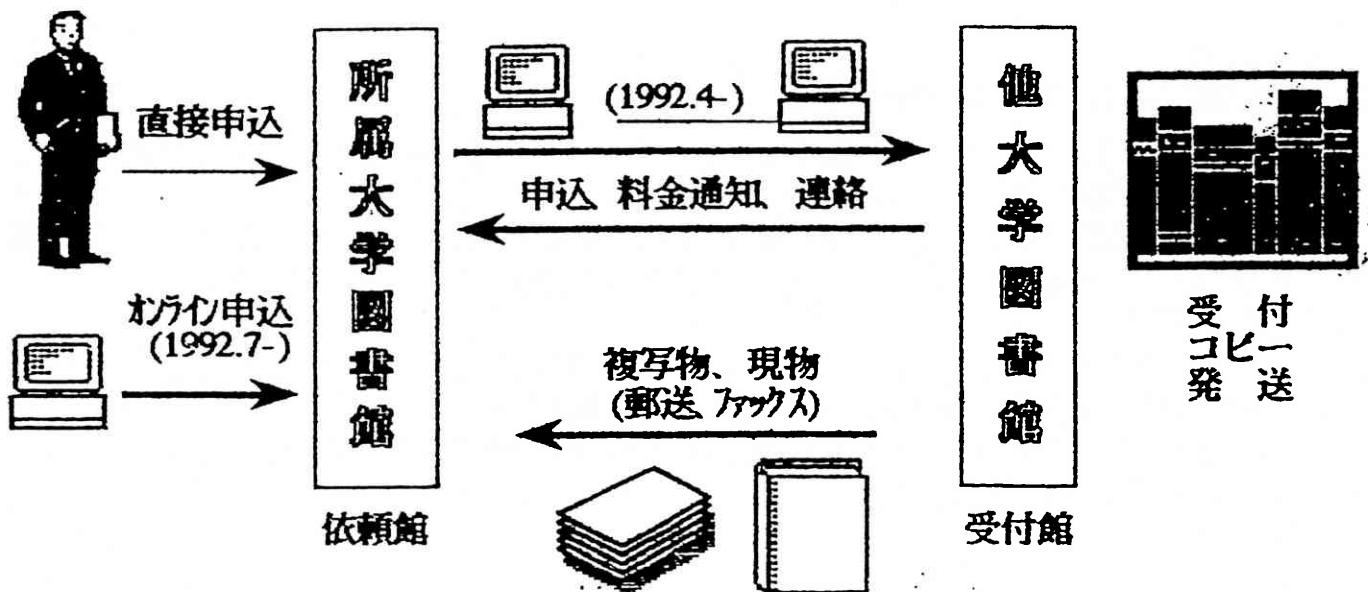 直接申込
オンライン申込
(1992.7-)
所属大学図書館
依頼館
(1992.4-)
申込、料金通知、連絡
複写物、現物
(郵送、ファックス)
他大学図書館
受付館
受 付
コピー
発 送